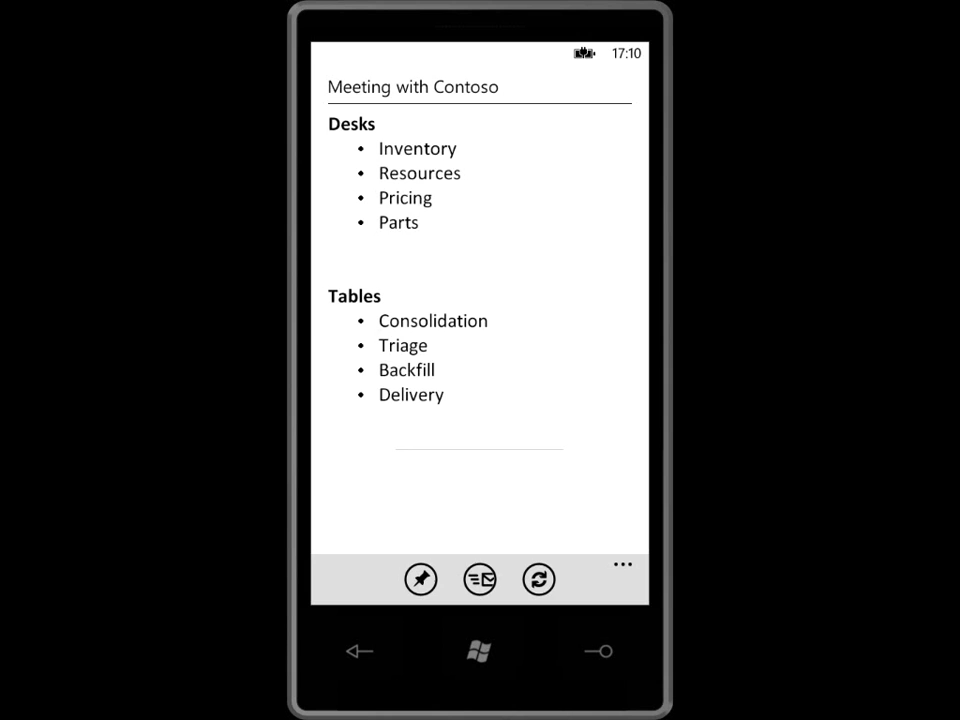 17:10
Meeting with Contoso
Desks
• Inventory
• Resources
• Pricing
• Parts
Tables
• Consolidation
• Triage
• Backfill
• Delivery